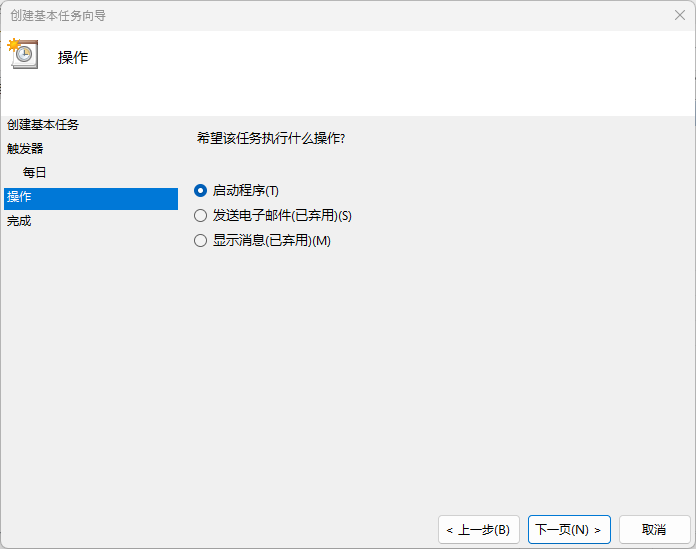 创建基本任务向导
操作
创建基本任务
触发器
每日
操作
完成
希望该任务执行什么操作?
启动程序(T)
发送电子邮件(已弃用)(S)
显示消息(已弃用)(M)
< 上一步(B)
下一页(N) >
取消